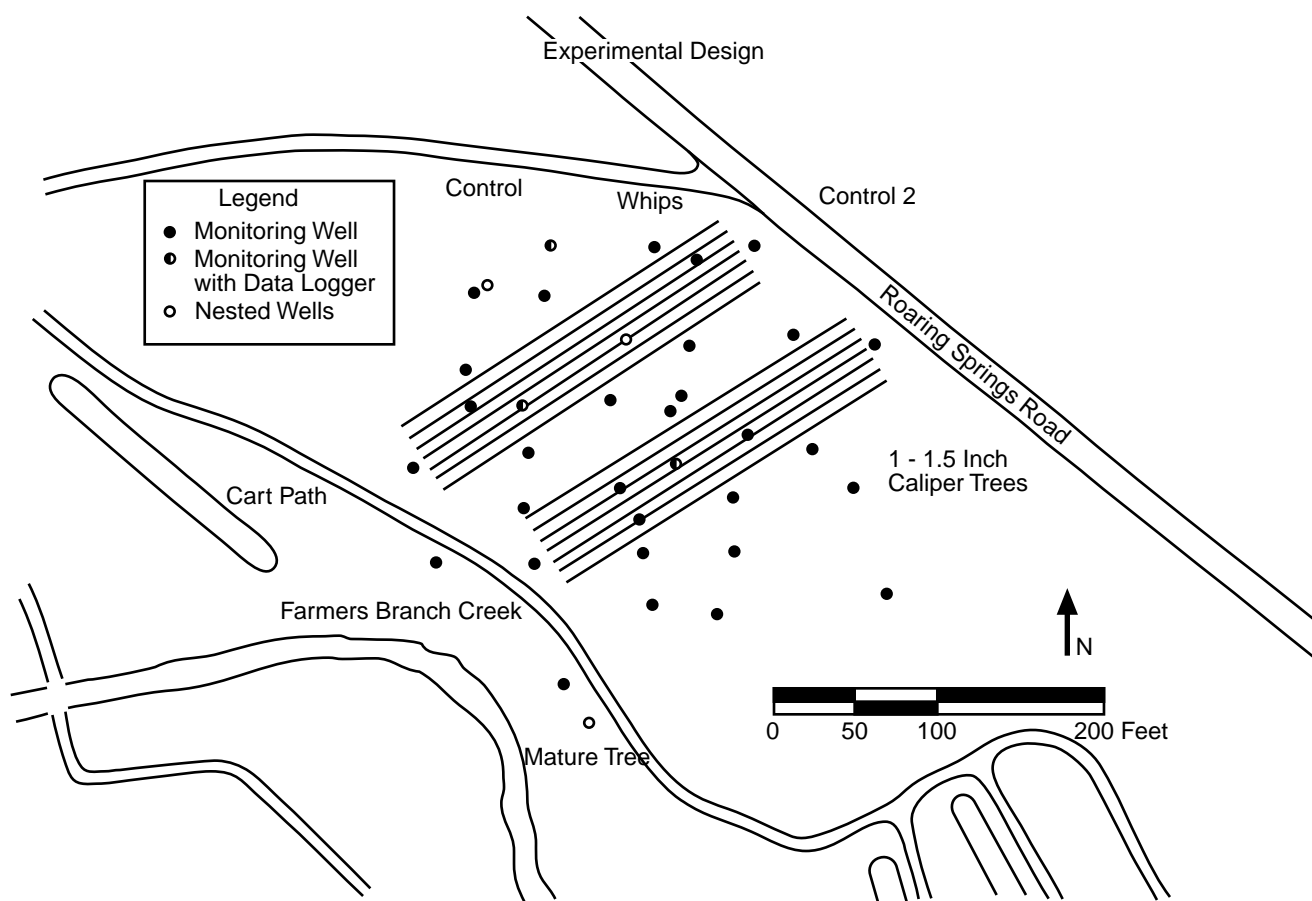 Experimental Design
Control
Whips
Control 2
Legend
Monitoring Well
Monitoring Well
with Data Logger
Nested Wells
Roaring Springs Road
1 - 1.5 Inch
Caliper Trees
Cart Path
Farmers Branch Creek
N
0 50 100 200 Feet
Mature Tree